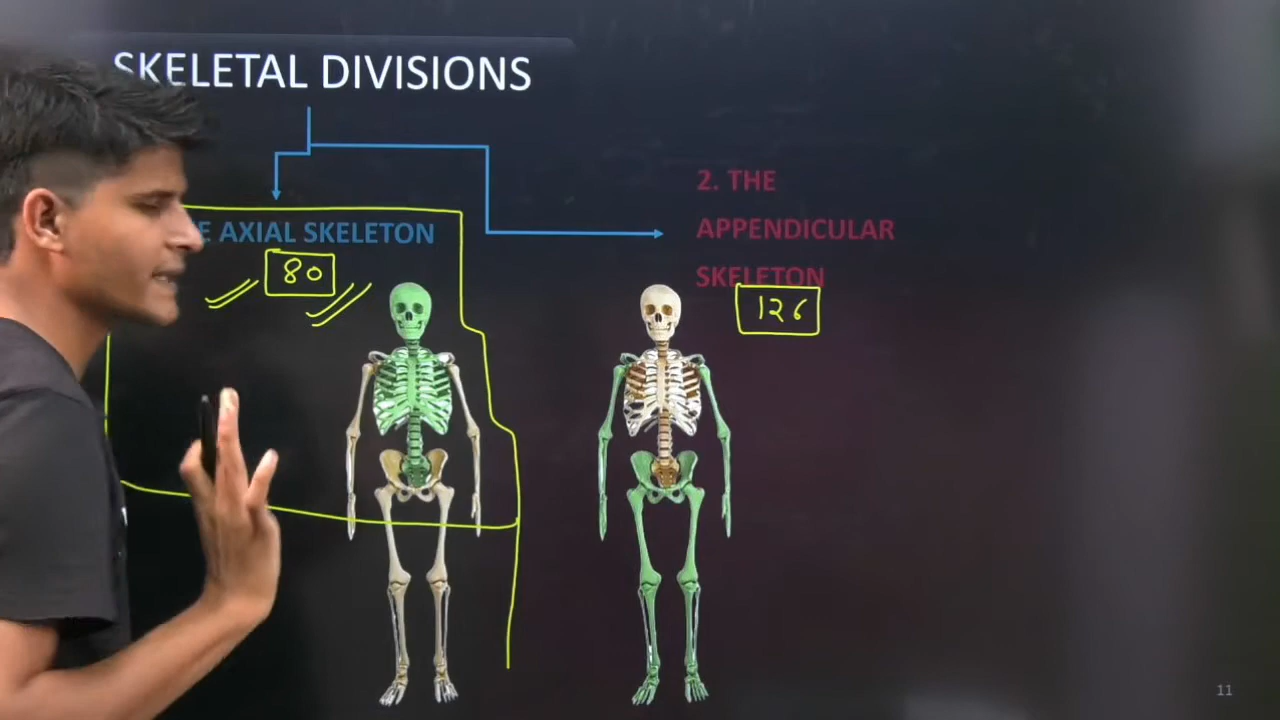 SKELETAL DIVISIONS
AXIAL SKELETON
80
2. THE
APPENDICULAR
SKELETON
126
11